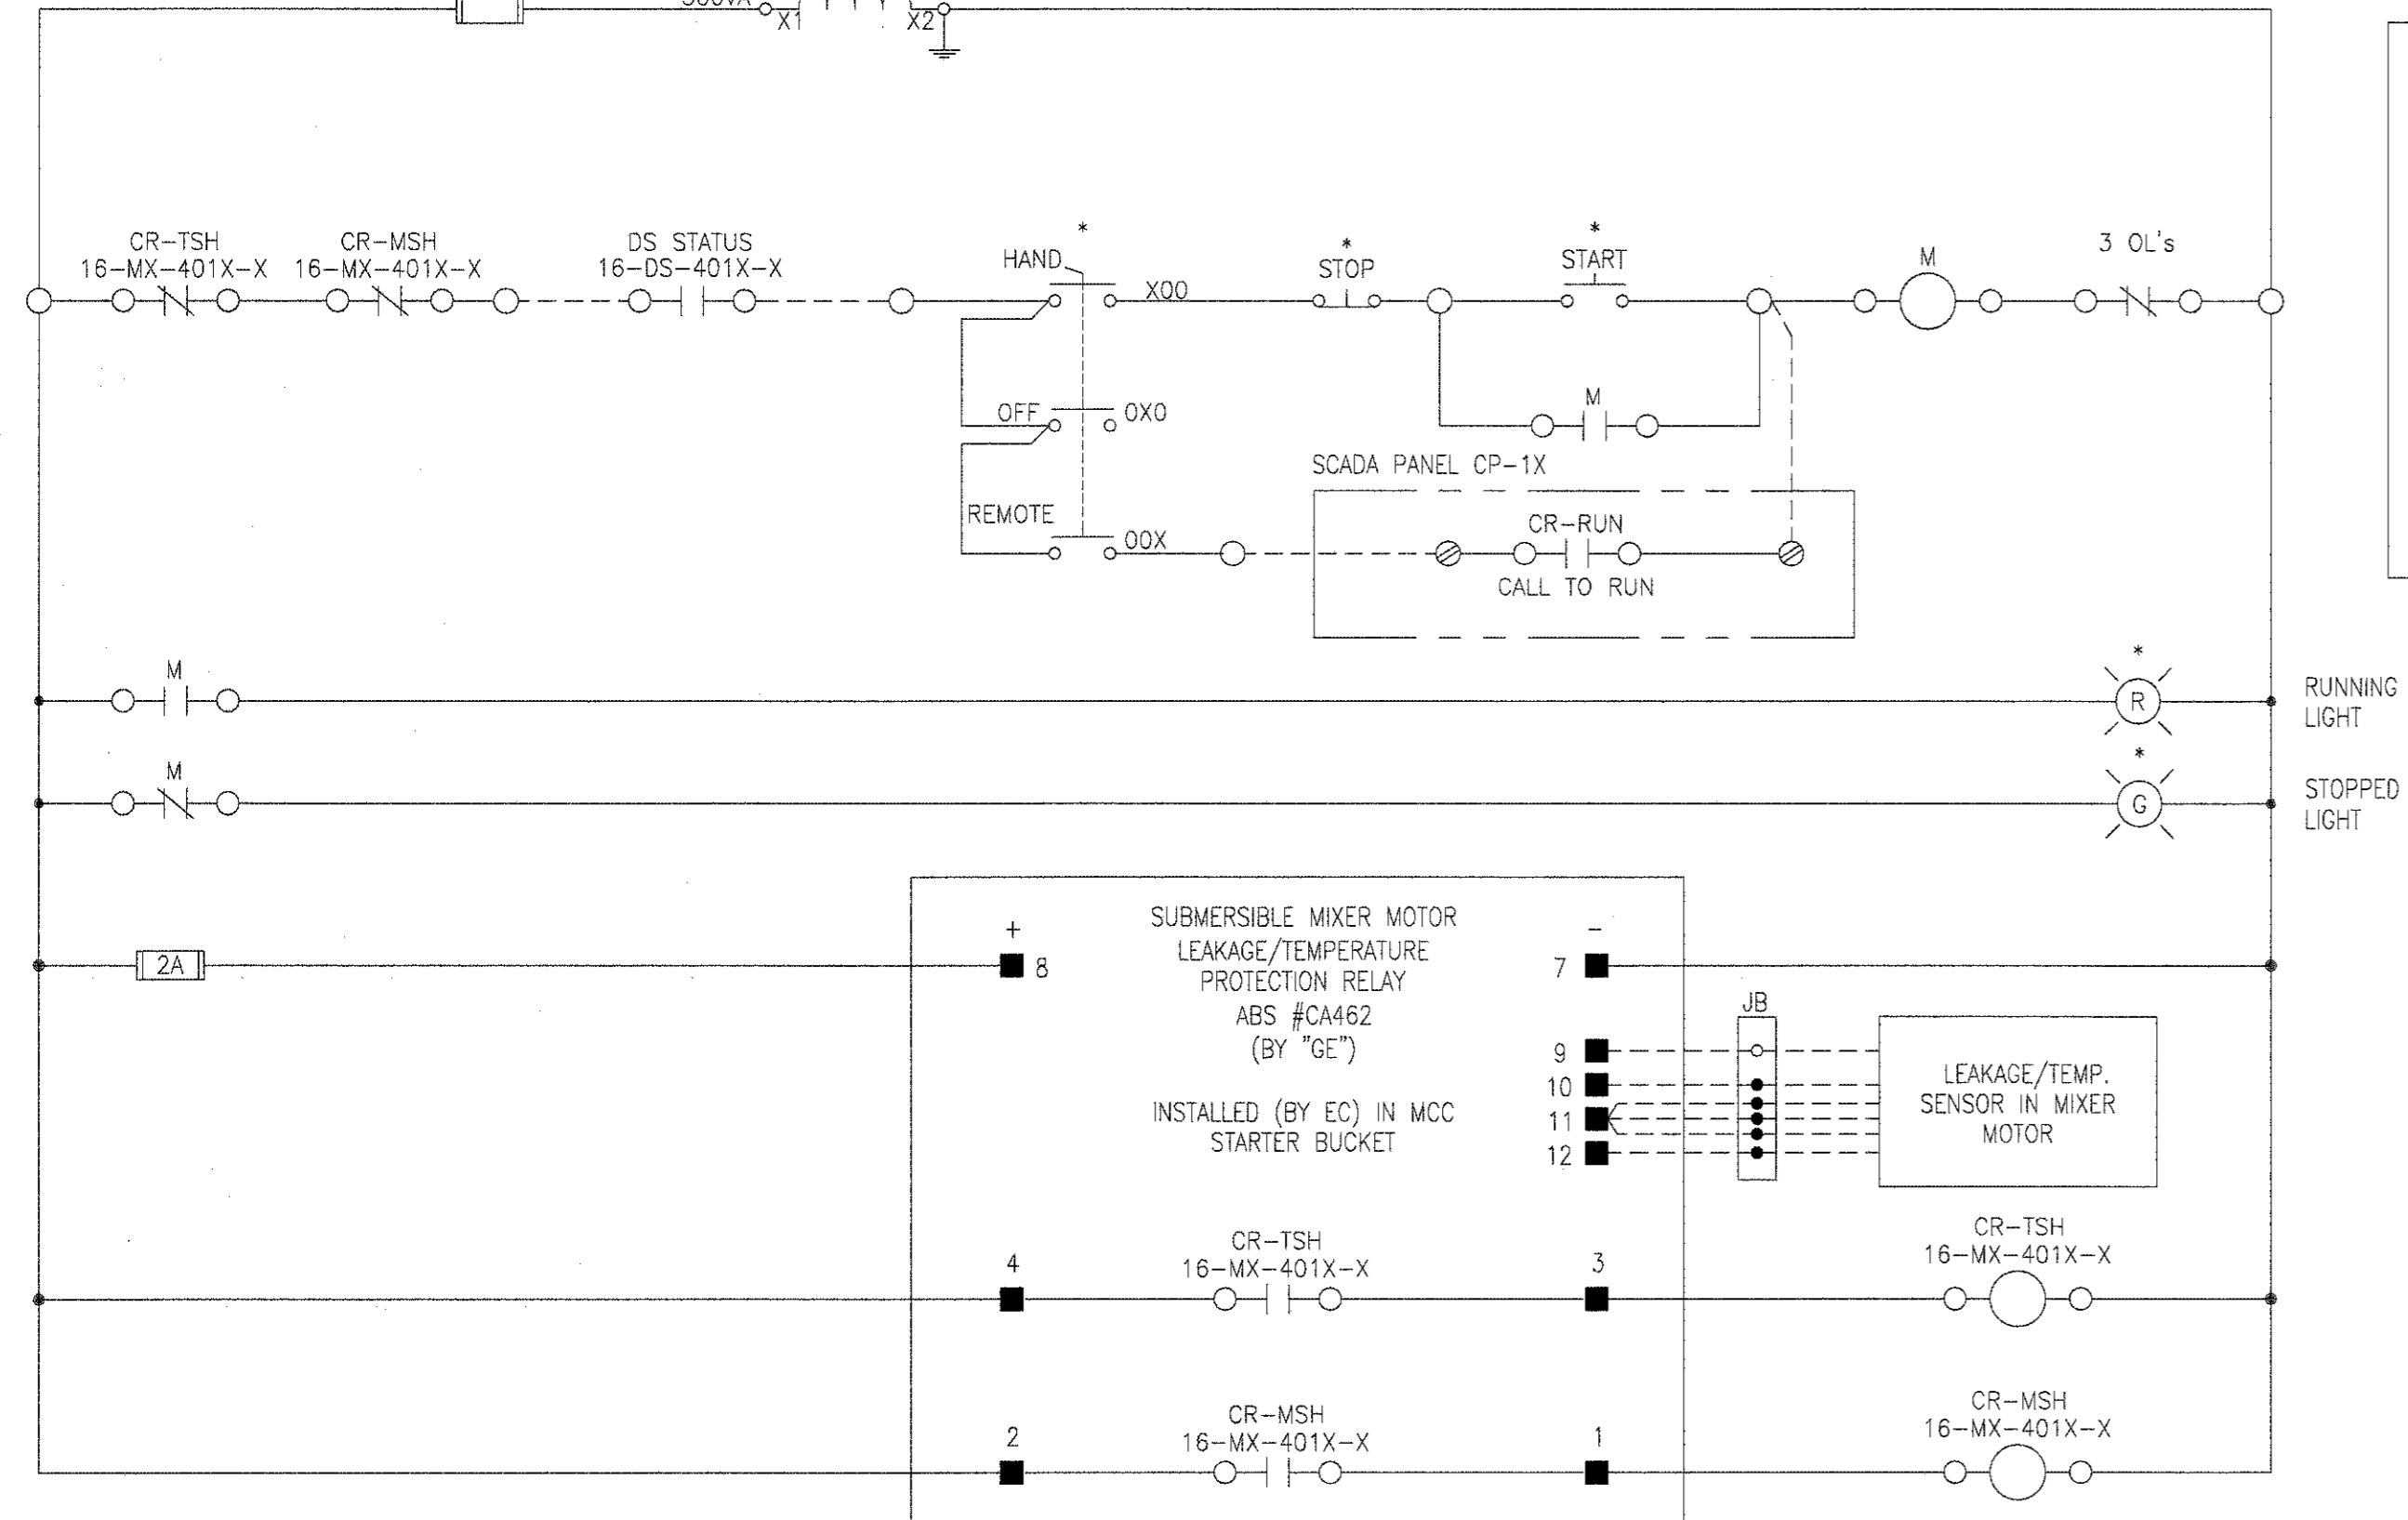 X1
X2
CR-TSH
16-MX-401X-X
CR-MSH
16-MX-401X-X
DS STATUS
16-DS-401X-X
*
HAND
X00
*
STOP
*
START
M
3 OL's
OFF
0X0
M
SCADA PANEL CP-1X
REMOTE
00X
CR-RUN
CALL TO RUN
M
*
R
RUNNING
LIGHT
M
*
G
STOPPED
LIGHT
2A
+
8
SUBMERSIBLE MIXER MOTOR
LEAKAGE/TEMPERATURE
PROTECTION RELAY
ABS #CA462
(BY "GE")
INSTALLED (BY EC) IN MCC
STARTER BUCKET
-
7
9
10
11
12
JB
LEAKAGE/TEMP.
SENSOR IN MIXER
MOTOR
4
CR-TSH
16-MX-401X-X
3
CR-TSH
16-MX-401X-X
2
CR-MSH
16-MX-401X-X
1
CR-MSH
16-MX-401X-X